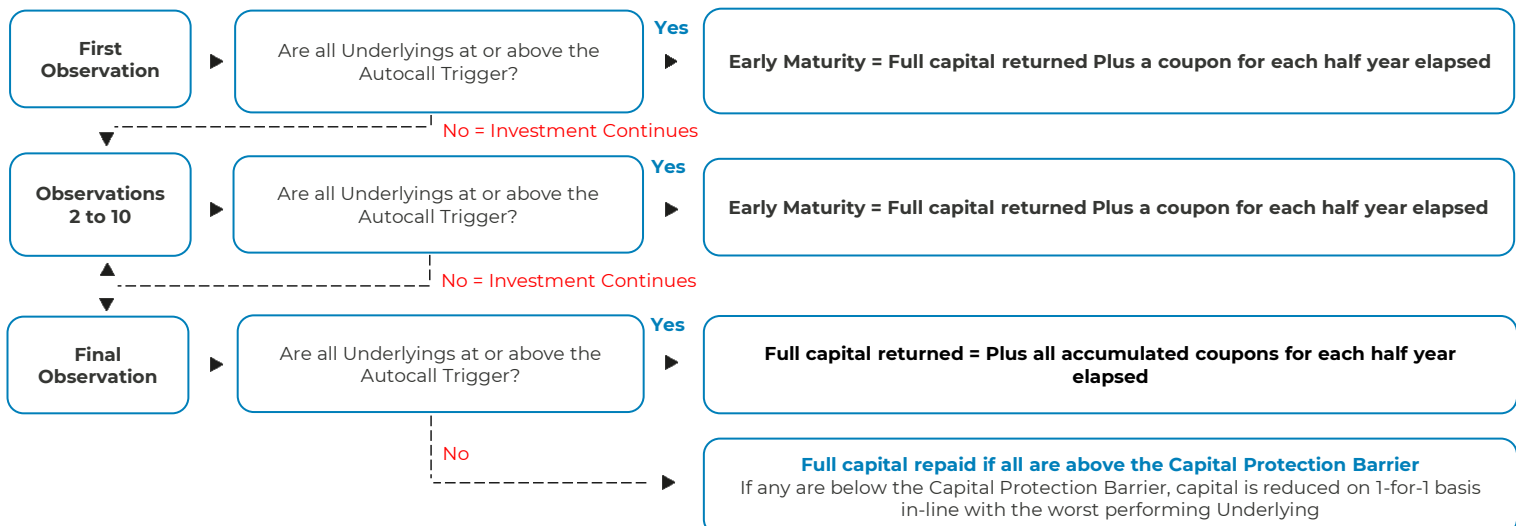 First
Observation
Are all Underlyings at or above the
Autocall Trigger?
Yes
Early Maturity = Full capital returned Plus a coupon for each half year elapsed
No = Investment Continues
Observations
2 to 10
Are all Underlyings at or above the
Autocall Trigger?
Yes
Early Maturity = Full capital returned Plus a coupon for each half year elapsed
No = Investment Continues
Final
Observation
Are all Underlyings at or above the
Autocall Trigger?
Yes
Full capital returned = Plus all accumulated coupons for each half year
elapsed
No
Full capital repaid if all are above the Capital Protection Barrier
If any are below the Capital Protection Barrier, capital is reduced on 1-for-1 basis
in-line with the worst performing Underlying